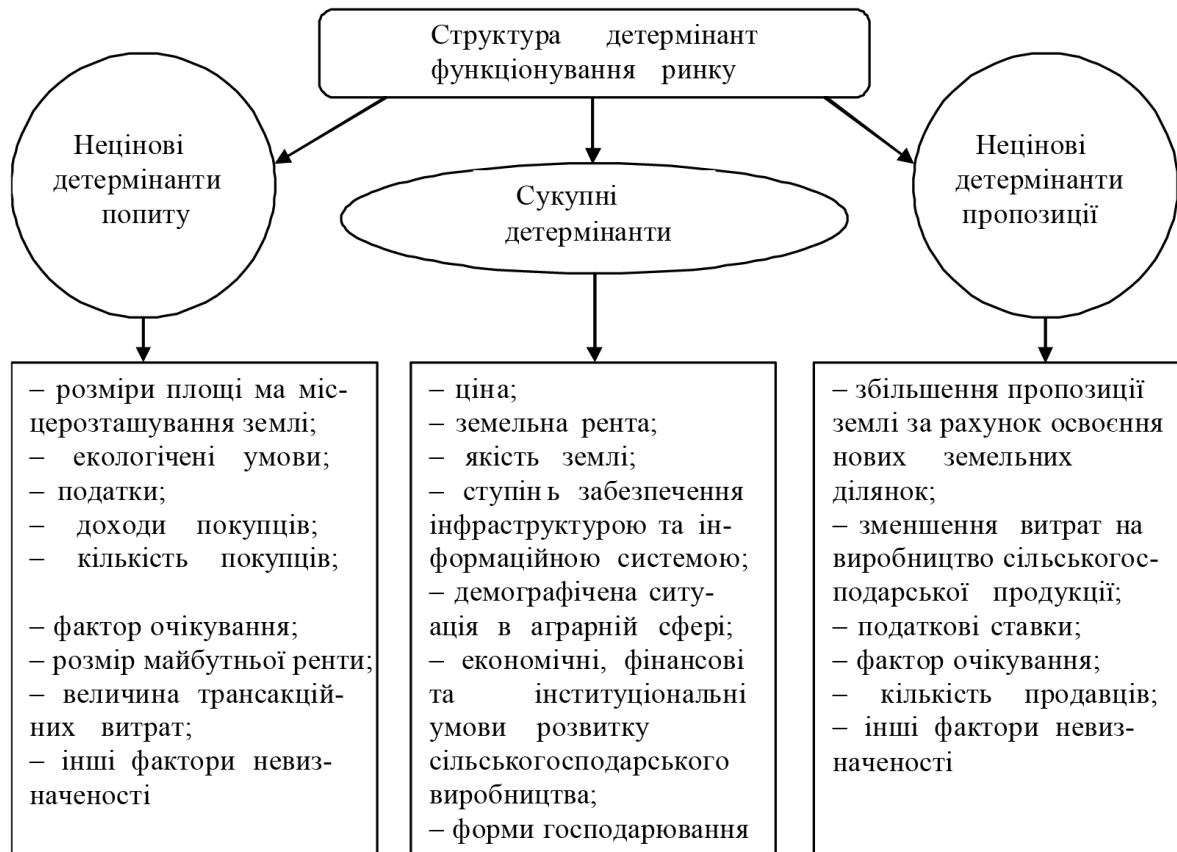 Структура детермінант
функціонування ринку
Нецінові
детермінанти
попиту
Сукупні
детермінанти
Нецінові
детермінанти
пропозиції
– розміри площі ма міс-
церозташування землі;
– екологічені умови;
– податки;
– доходи покупців;
– кількість покупців;
– фактор очікування;
– розмір майбутньої ренти;
– величина трансакцій-
них витрат;
– інші фактори невиз-
наченості
– ціна;
– земельна рента;
– якість землі;
– ступінь забезпечення
інфраструктурою та ін-
формаційною системою;
– демографічена ситу-
ація в аграрній сфері;
– економічні, фінансові
та інституціональні
умови розвитку
сільськогосподарського
виробництва;
– форми господарювання
– збільшення пропозиції
землі за рахунок освоєння
нових земельних
ділянок;
– зменшення витрат на
виробництво сільськогос-
подарської продукції;
– податкові ставки;
– фактор очікування;
– кількість продавців;
– інші фактори невиз-
наченості